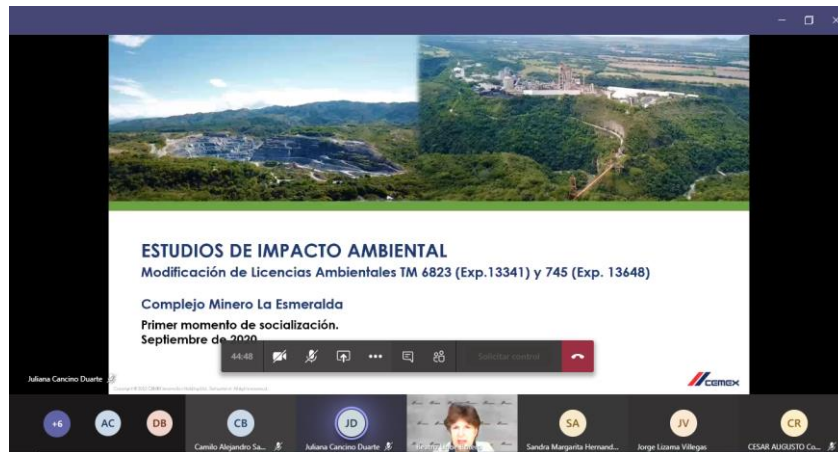 ESTUDIOS DE IMPACTO AMBIENTAL
Modificación de Licencias Ambientales TM 6823 (Exp.13341) y 745 (Exp. 13648)
Complejo Minero La Esmeralda
Primer momento de socialización.
Septiembre de 2020
44:48
Solicitar control
Juliana Cancino Duarte
CEMEX
+6
AC
DB
CB
JD
SA
JV
CR
Camilo Alejandro Sa...
Juliana Cancino Duarte
Sandra Margarita Hernand...
Jorge Lizama Villegas
CESAR AUGUSTO Co...